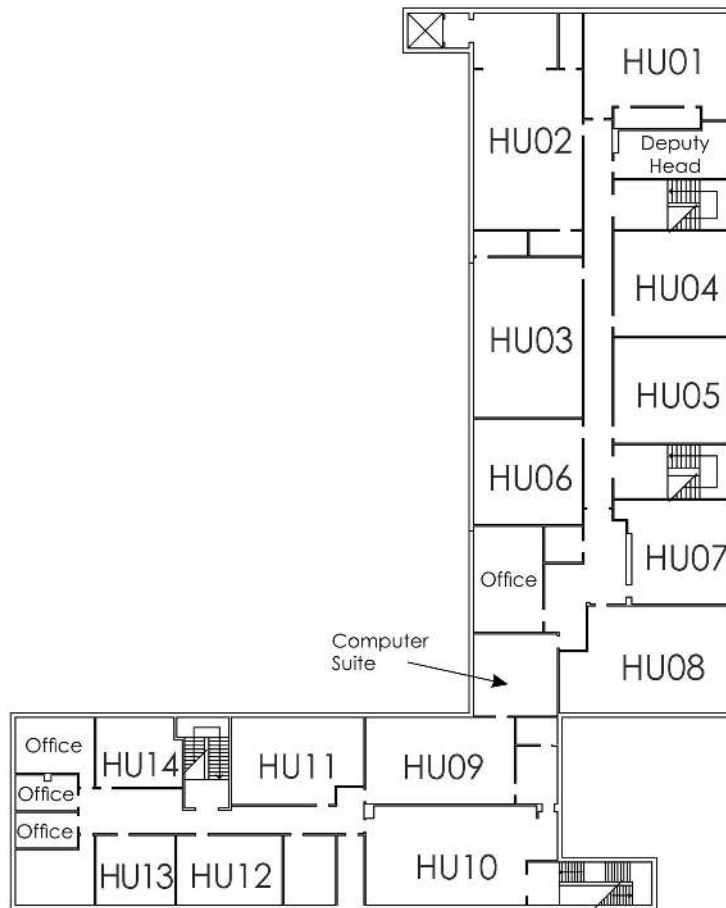 HU01
HU02
Deputy
Head
HU04
HU03
HU05
HU06
HU07
Office
Computer
Suite
HU08
Office
HU14
HU11
HU09
Office
Office
HU13
HU12
HU10